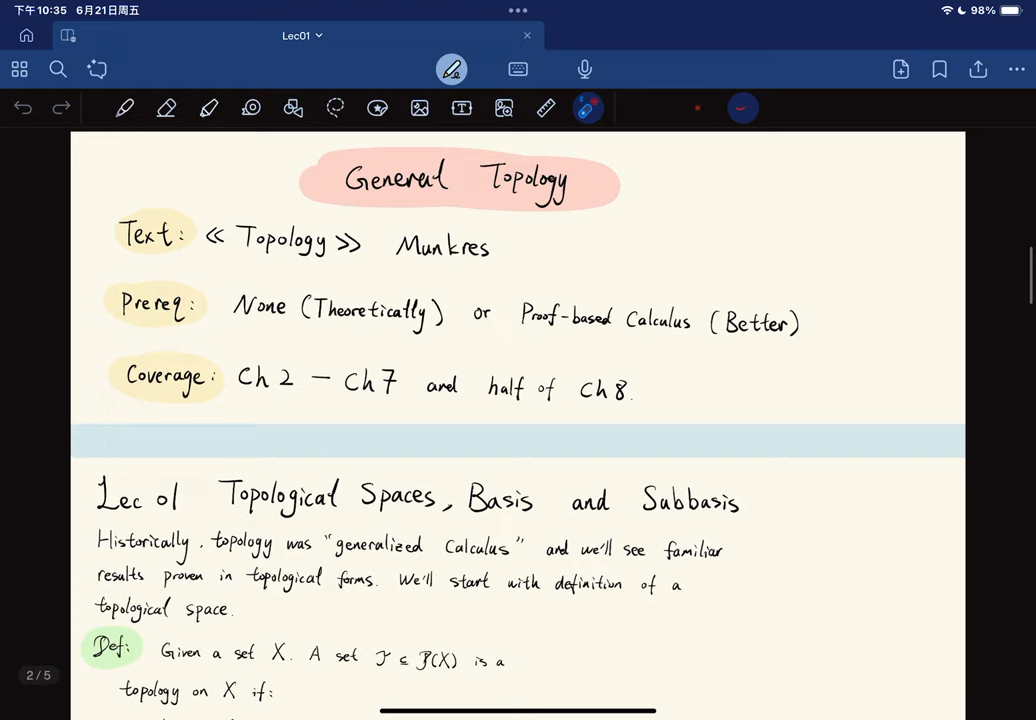 下午10:35 6月21日周五
98%
Lec01
General Topology
Text: ≪ Topology ≫ Munkres
Prereq: None (Theoretically) or Proof-based Calculus (Better)
Coverage: Ch 2 — Ch 7 and half of Ch 8.
Lec 01 Topological Spaces, Basis and Subbasis
Historically, topology was "generalized Calculus" and we'll see familiar
results proven in topological forms. We'll start with definition of a
topological space.
Def: Given a set X. A set 𝒯 ⊆ 𝒫(X) is a
topology on X if:
2 / 5